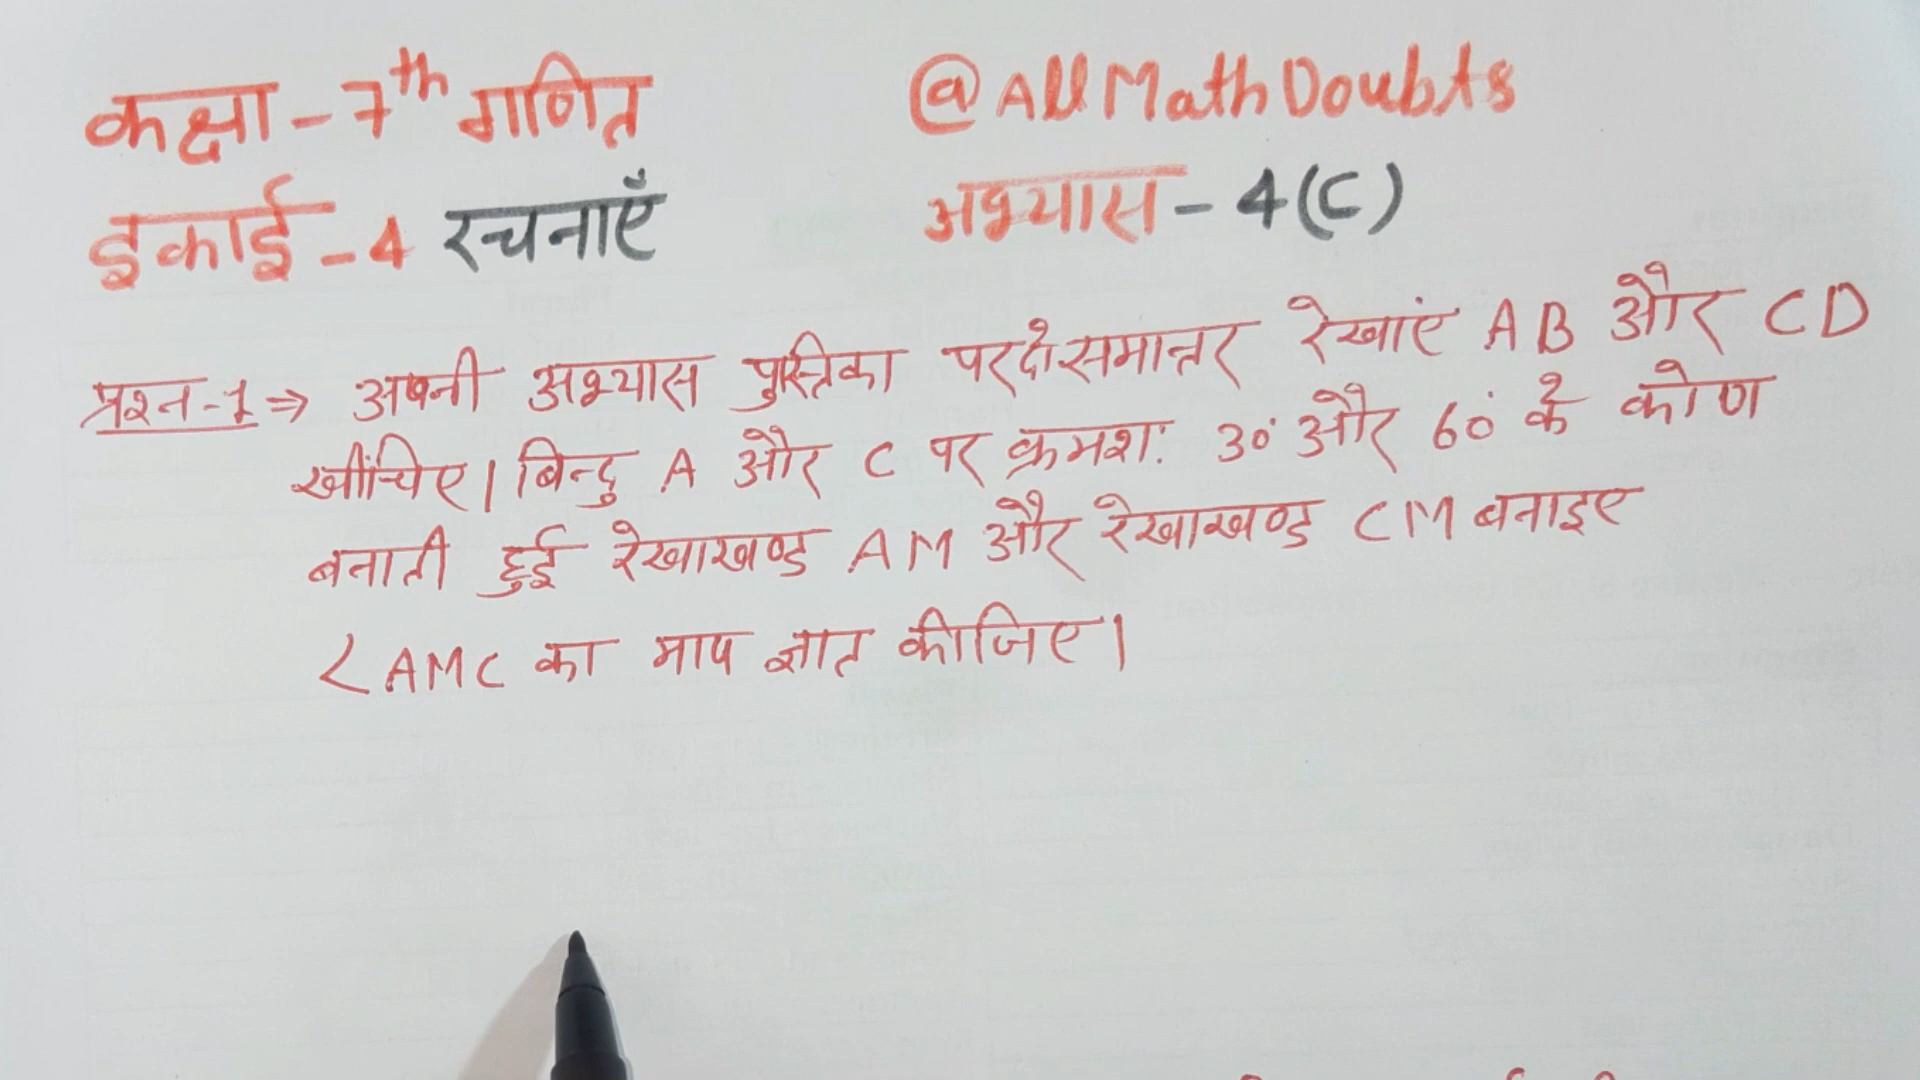 कक्षा - 7th गणित @AllMathDoubts
इकाई - 4 रचनाएँ अभ्यास - 4(C)
प्रश्न-1 ⇒ अपनी अभ्यास पुस्तिका पर दो समान्तर रेखाएं AB और CD
खींचिए। बिन्दु A और C पर क्रमशः 30° और 60° के कोण
बनाती हुई रेखाखण्ड AM और रेखाखण्ड CM बनाइए
∠AMC का माप ज्ञात कीजिए।